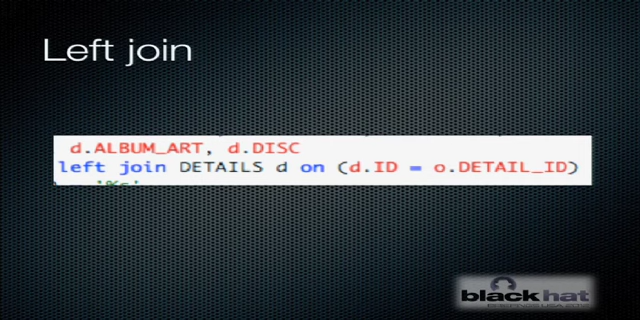 Left join
d.ALBUM_ART, d.DISC
left join DETAILS d on (d.ID = o.DETAIL_ID)
black hat